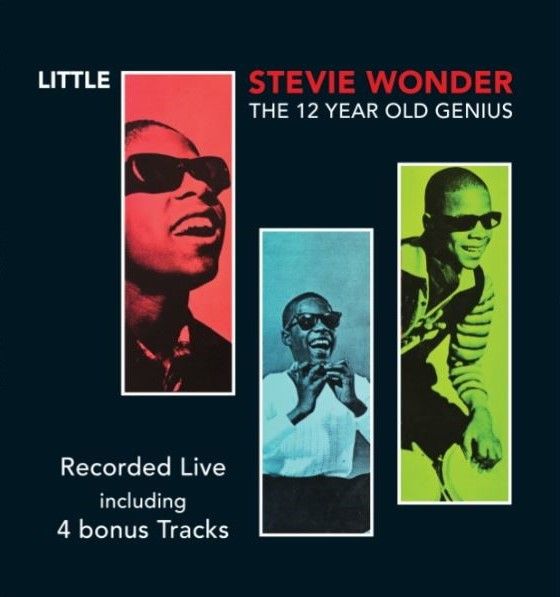 LITTLE STEVIE WONDER
THE 12 YEAR OLD GENIUS
Recorded Live
including
4 bonus Tracks